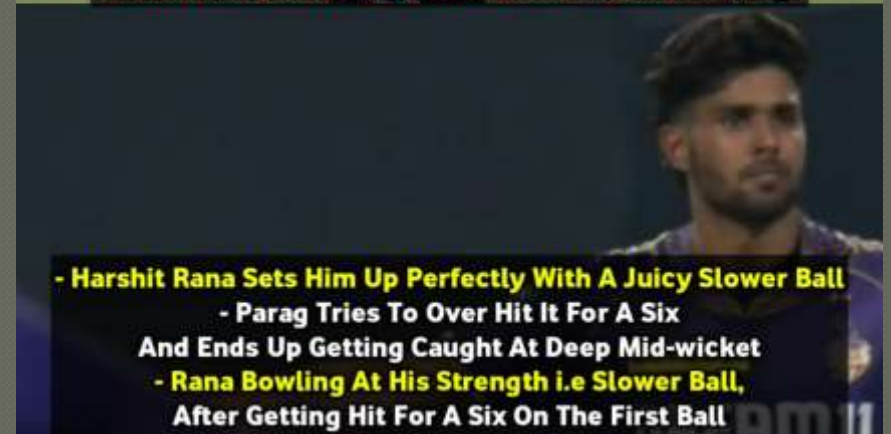 - Harshit Rana Sets Him Up Perfectly With A Juicy Slower Ball
- Parag Tries To Over Hit It For A Six
And Ends Up Getting Caught At Deep Mid-wicket
- Rana Bowling At His Strength i.e Slower Ball,
After Getting Hit For A Six On The First Ball